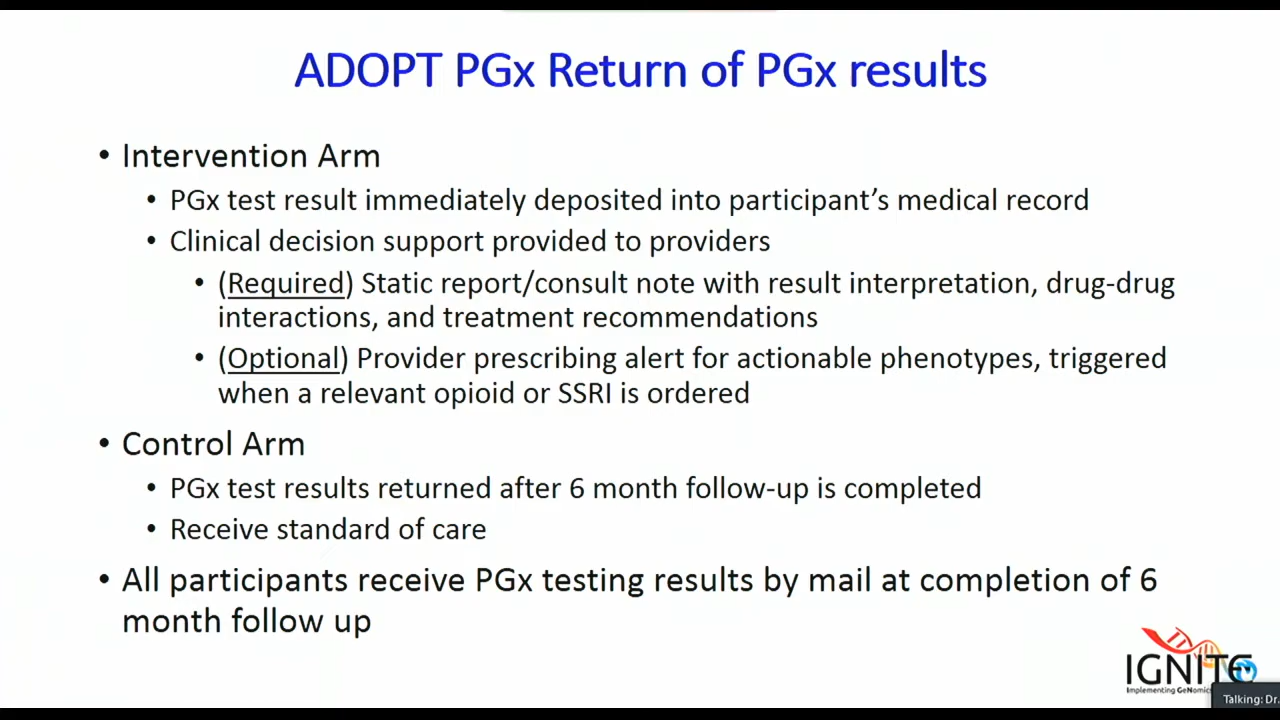 ADOPT PGx Return of PGx results
• Intervention Arm
• PGx test result immediately deposited into participant’s medical record
• Clinical decision support provided to providers
• (Required) Static report/consult note with result interpretation, drug-drug
interactions, and treatment recommendations
• (Optional) Provider prescribing alert for actionable phenotypes, triggered
when a relevant opioid or SSRI is ordered
• Control Arm
• PGx test results returned after 6 month follow-up is completed
• Receive standard of care
• All participants receive PGx testing results by mail at completion of 6
month follow up
IGNITE
Implementing GeNomics
Talking: Dr.